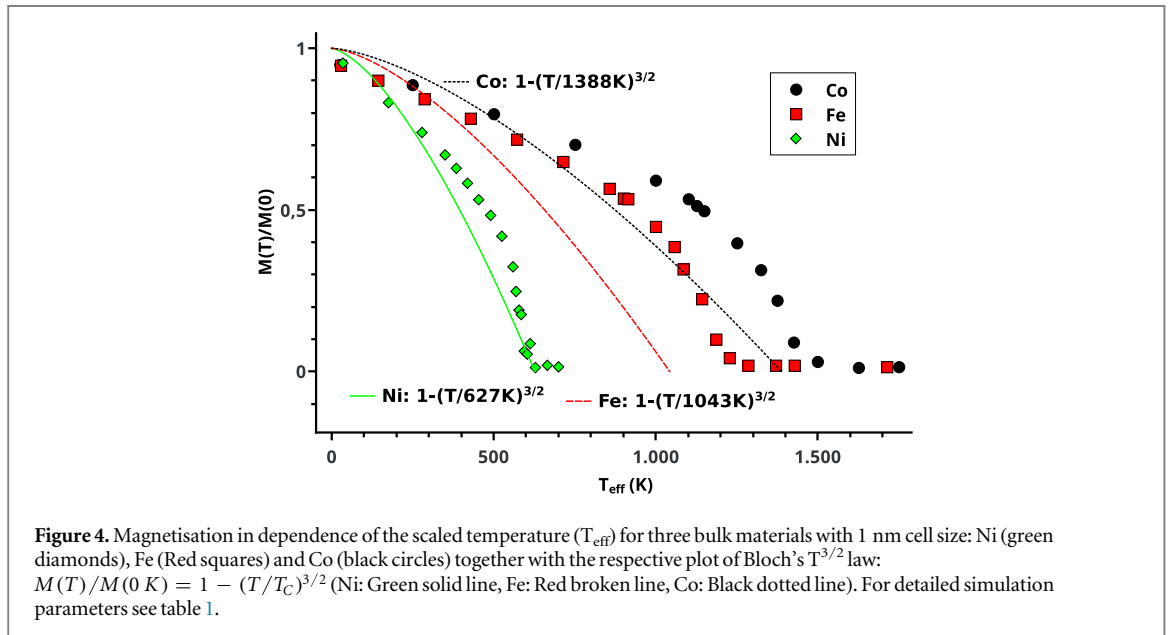 1
Co: 1-(T/1388K)^3/2
Co
Fe
Ni
0,5
M(T)/M(0)
0
Ni: 1-(T/627K)^3/2
Fe: 1-(T/1043K)^3/2
0 500 1.000 1.500
T_eff (K)
Figure 4. Magnetisation in dependence of the scaled temperature (T_eff) for three bulk materials with 1 nm cell size: Ni (green
diamonds), Fe (Red squares) and Co (black circles) together with the respective plot of Bloch's T^3/2 law:
M(T)/M(0 K) = 1 − (T/T_C)^3/2 (Ni: Green solid line, Fe: Red broken line, Co: Black dotted line). For detailed simulation
parameters see table 1.